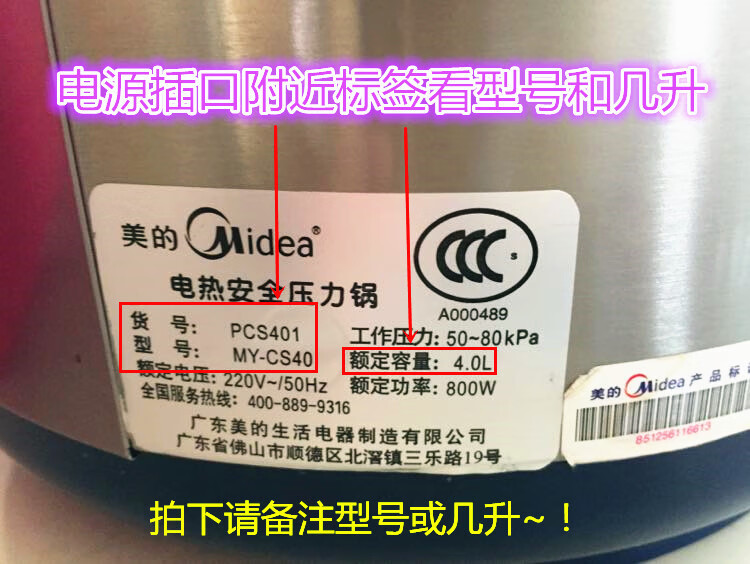 电源插口附近标签看型号和几升
美的 Midea®
CCC S
A000489
电热安全压力锅
货 号: PCS401
工作压力: 50~80kPa
型 号: MY-CS40
额定容量: 4.0L
额定电压: 220V~/50Hz
额定功率: 800W
全国服务热线: 400-889-9316
广东美的生活电器制造有限公司
广东省佛山市顺德区北滘镇三乐路19号
美的 Midea 产品标
851256116613
拍下请备注型号或几升~!